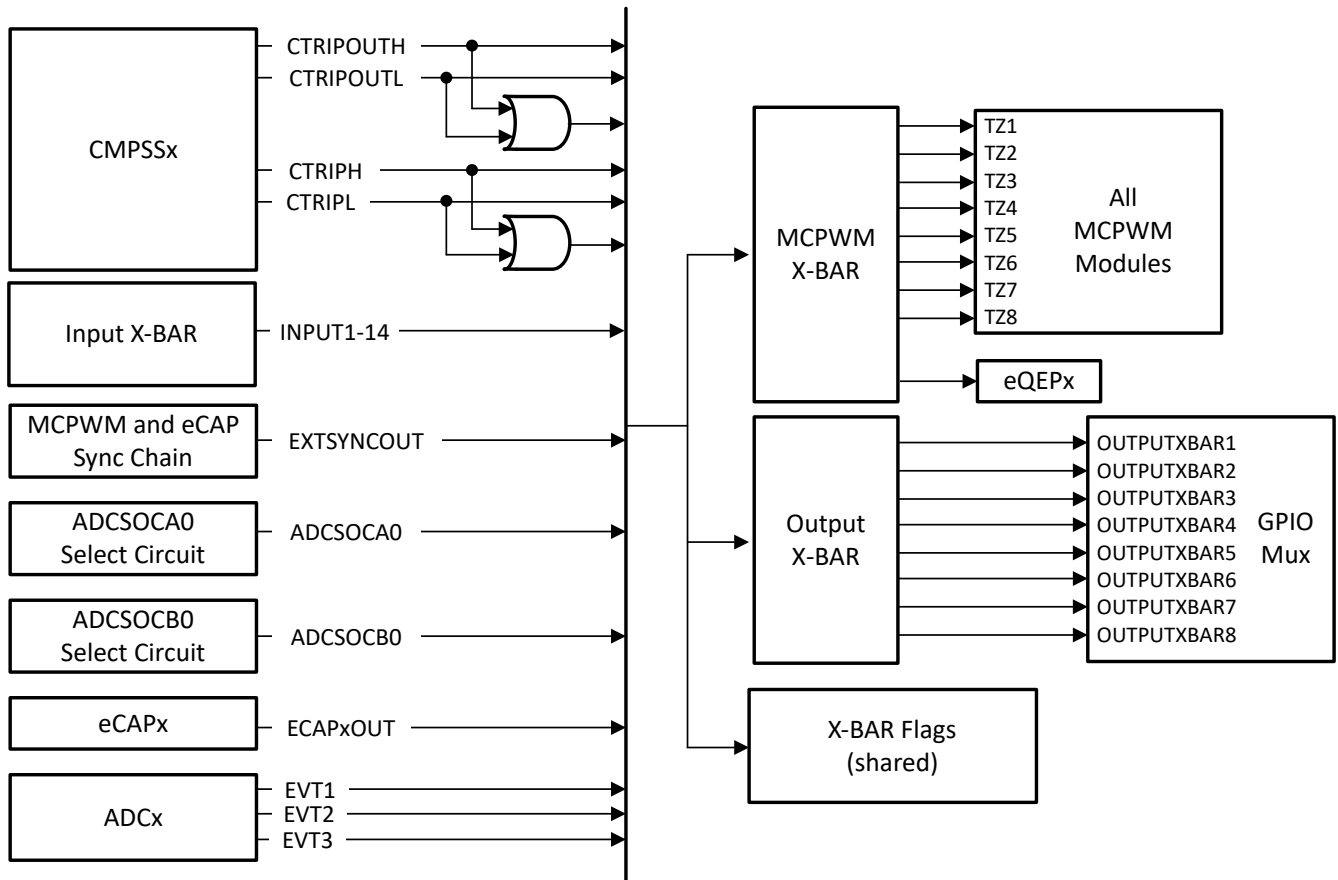 CMPSSx
CTRIPOUTH
CTRIPOUTL
CTRIPH
CTRIPL
Input X-BAR
INPUT1-14
MCPWM and eCAP
Sync Chain
EXTSYNCOUT
ADCSOCA0
Select Circuit
ADCSOCA0
ADCSOCB0
Select Circuit
ADCSOCB0
eCAPx
ECAPxOUT
ADCx
EVT1
EVT2
EVT3
MCPWM
X-BAR
TZ1
TZ2
TZ3
TZ4
TZ5
TZ6
TZ7
TZ8
All
MCPWM
Modules
eQEPx
Output
X-BAR
OUTPUTXBAR1
OUTPUTXBAR2
OUTPUTXBAR3
OUTPUTXBAR4
OUTPUTXBAR5
OUTPUTXBAR6
OUTPUTXBAR7
OUTPUTXBAR8
GPIO
Mux
X-BAR Flags
(shared)